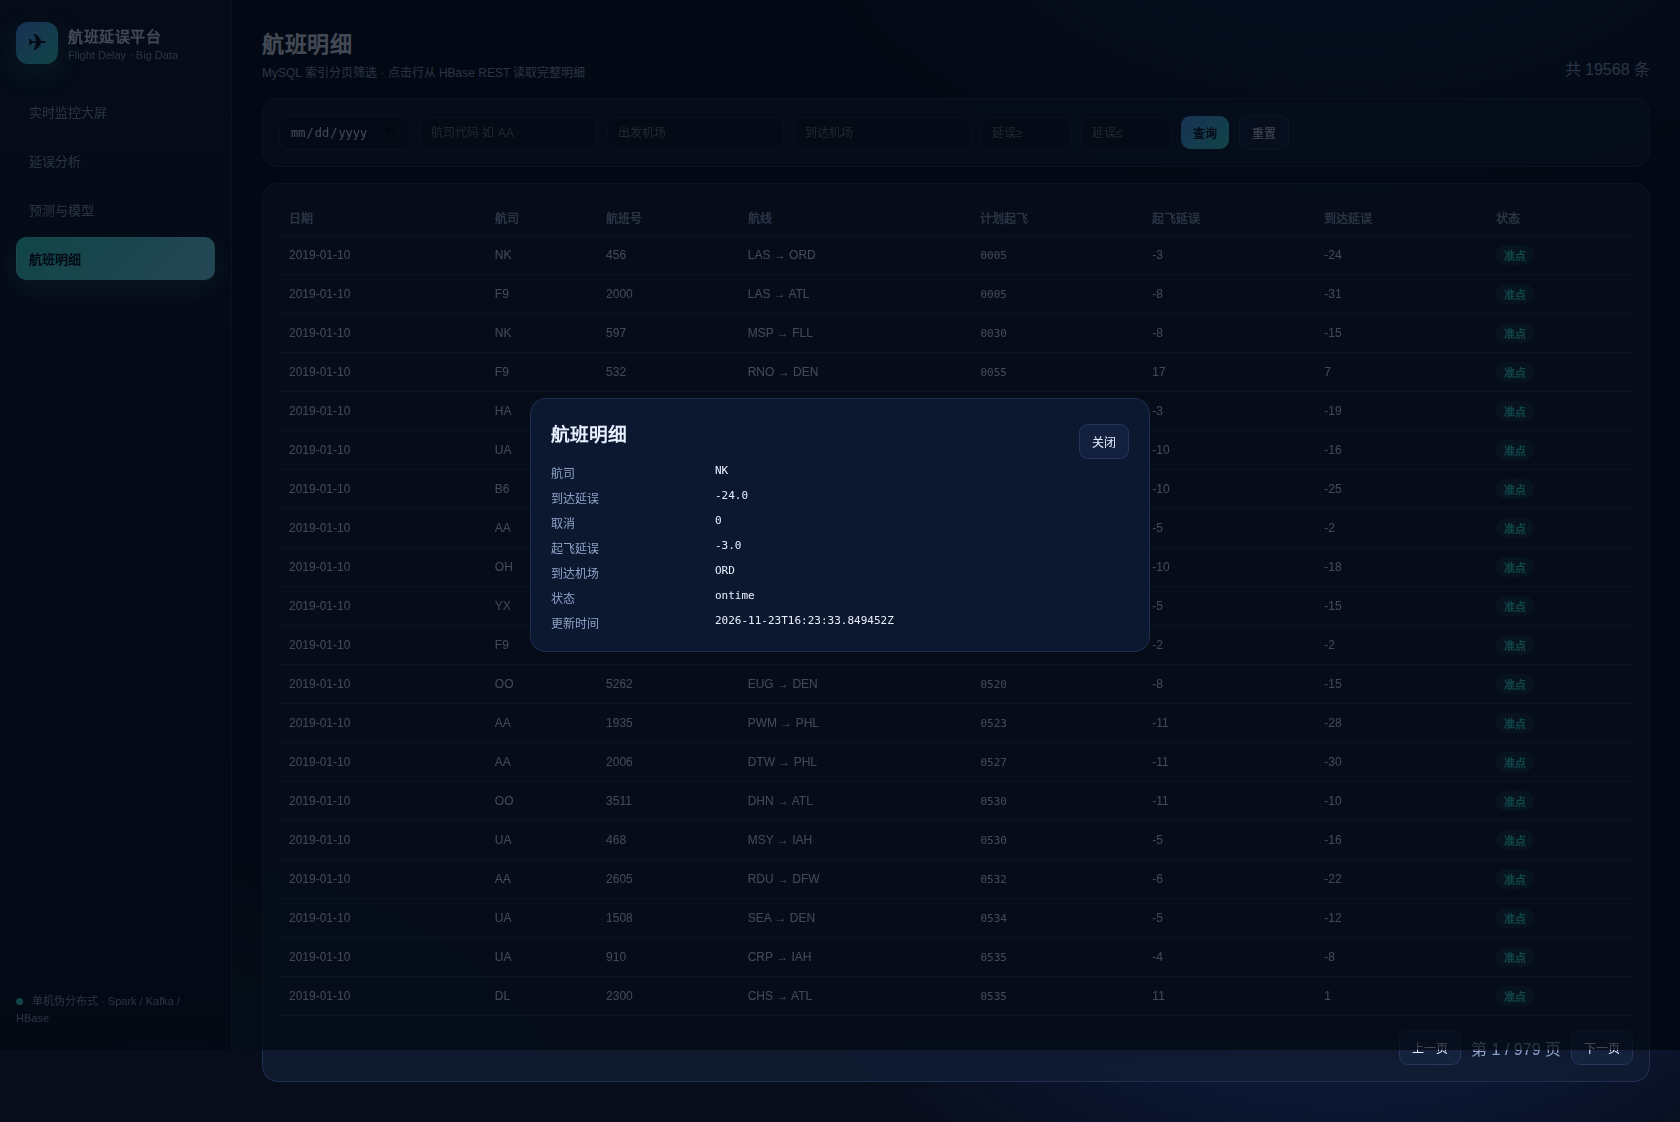 航班延误平台
Flight Delay · Big Data
实时监控大屏
延误分析
预测与模型
航班明细
单机伪分布式 · Spark / Kafka /
HBase
航班明细
MySQL 索引分页筛选 · 点击行从 HBase REST 读取完整明细
共 19568 条
mm/dd/yyyy 航司代码 如 AA 出发机场 到达机场 延误≥ 延误≤ 查询 重置
日期 航司 航班号 航线 计划起飞 起飞延误 到达延误 状态
2019-01-10 NK 456 LAS → ORD 0005 -3 -24 准点
2019-01-10 F9 2000 LAS → ATL 0005 -8 -31 准点
2019-01-10 NK 597 MSP → FLL 0030 -8 -15 准点
2019-01-10 F9 532 RNO → DEN 0055 17 7 准点
2019-01-10 HA -3 -19 准点
2019-01-10 UA -10 -16 准点
2019-01-10 B6 -10 -25 准点
2019-01-10 AA -5 -2 准点
2019-01-10 OH -10 -18 准点
2019-01-10 YX -5 -15 准点
2019-01-10 F9 -2 -2 准点
2019-01-10 OO 5262 EUG → DEN 0520 -8 -15 准点
2019-01-10 AA 1935 PWM → PHL 0523 -11 -28 准点
2019-01-10 AA 2006 DTW → PHL 0527 -11 -30 准点
2019-01-10 OO 3511 DHN → ATL 0530 -11 -10 准点
2019-01-10 UA 468 MSY → IAH 0530 -5 -16 准点
2019-01-10 AA 2605 RDU → DFW 0532 -6 -22 准点
2019-01-10 UA 1508 SEA → DEN 0534 -5 -12 准点
2019-01-10 UA 910 CRP → IAH 0535 -4 -8 准点
2019-01-10 DL 2300 CHS → ATL 0535 11 1 准点
上一页 第 1 / 979 页 下一页
航班明细 关闭
航司 NK
到达延误 -24.0
取消 0
起飞延误 -3.0
到达机场 ORD
状态 ontime
更新时间 2026-11-23T16:23:33.849452Z